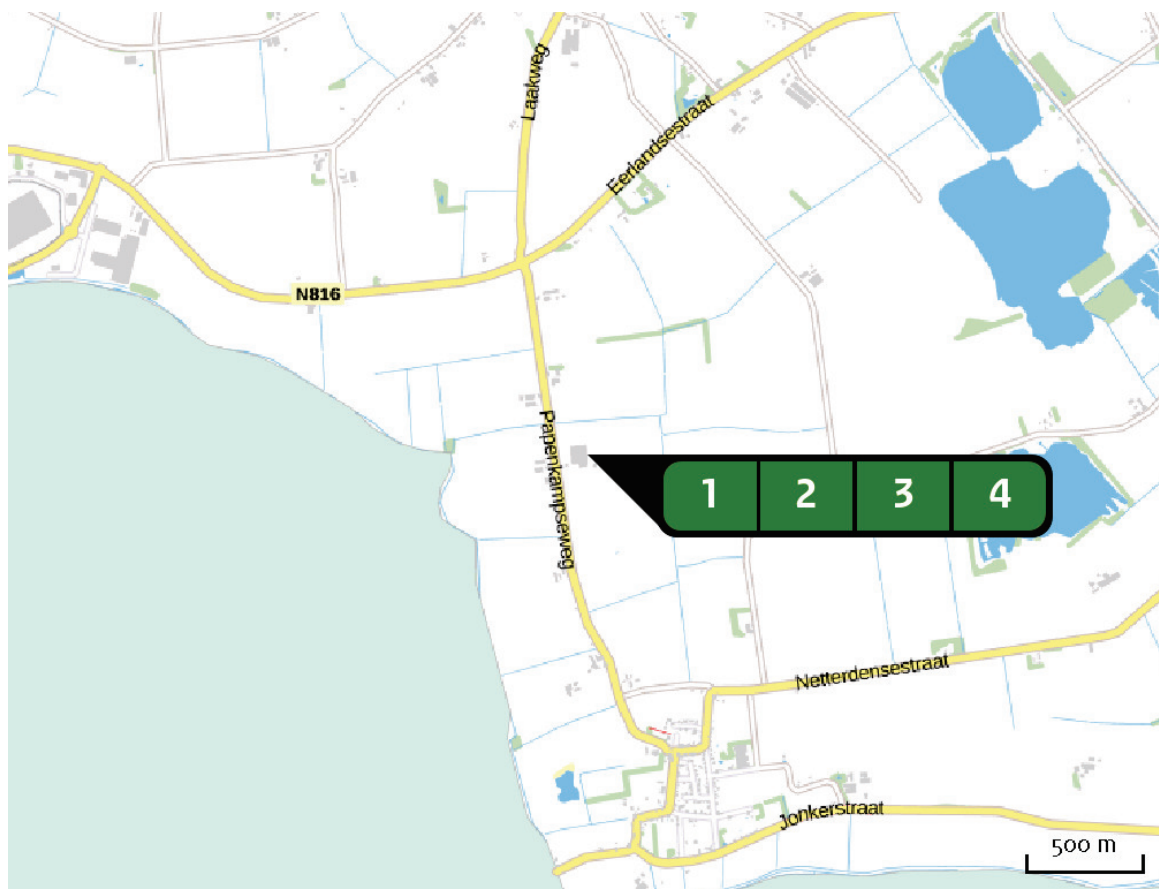 Laakweg
Eerlandsestraat
N816
Papenkampseweg
1 2 3 4
Netterdensestraat
Jonkerstraat
500 m